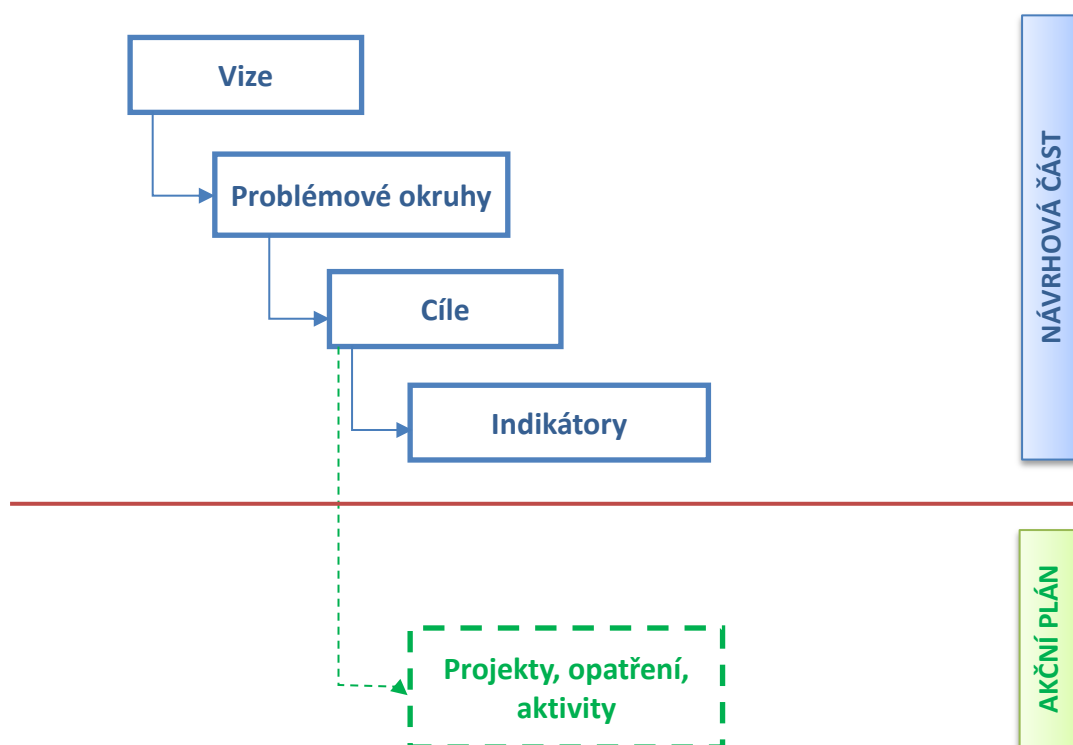 Vize
Problémové okruhy
Cíle
Indikátory
NÁVRHOVÁ ČÁST
Projekty, opatření,
aktivity
AKČNÍ PLÁN